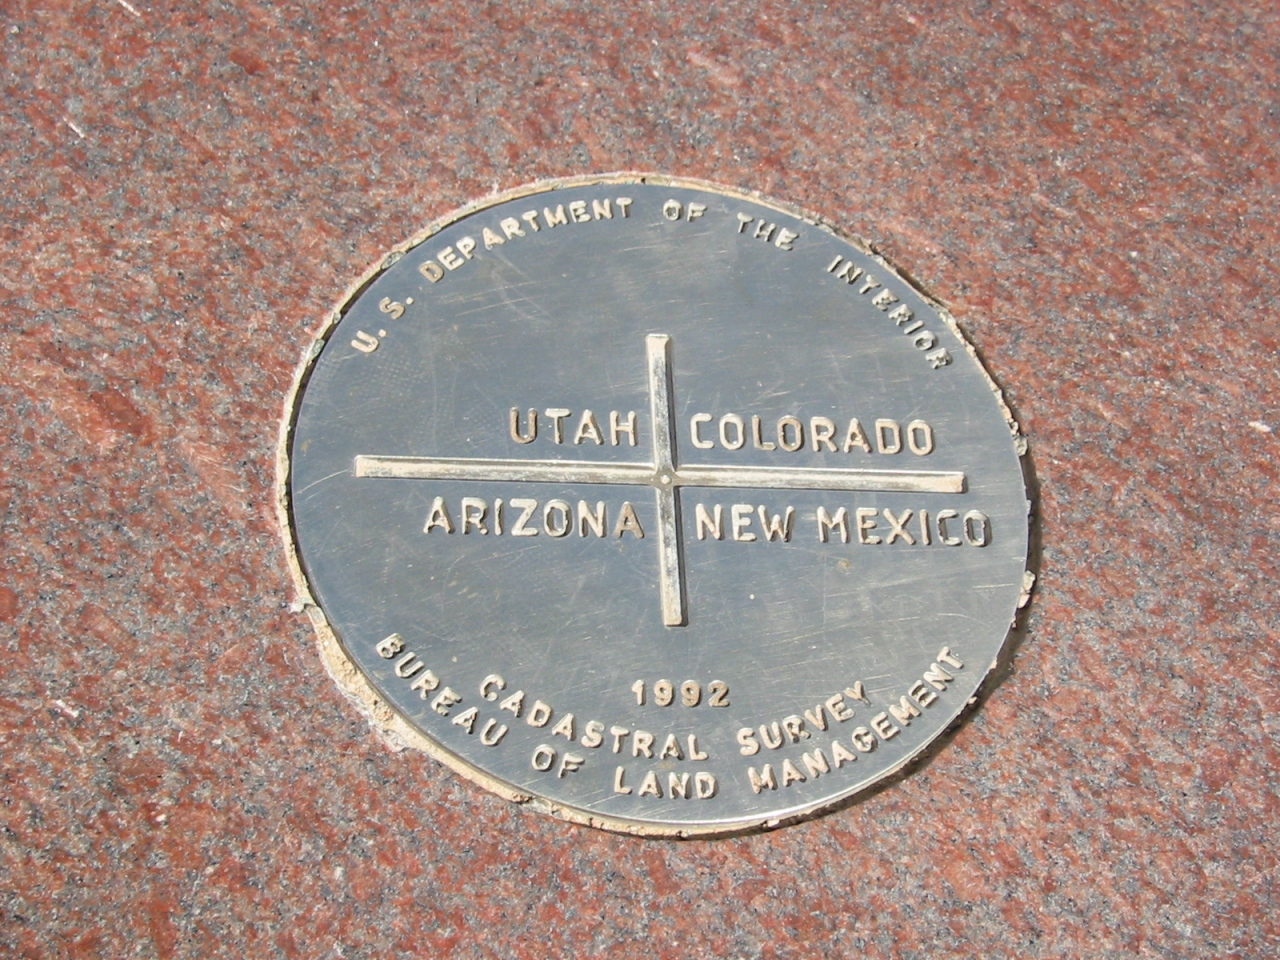 U. S. DEPARTMENT OF THE INTERIOR
UTAH COLORADO
ARIZONA NEW MEXICO
1992
CADASTRAL SURVEY
BUREAU OF LAND MANAGEMENT